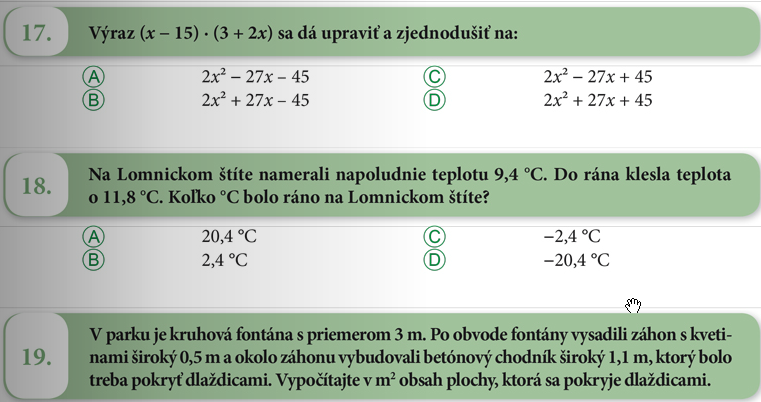 17. Výraz (x − 15) · (3 + 2x) sa dá upraviť a zjednodušiť na:
A 2x² − 27x – 45 C 2x² − 27x + 45
B 2x² + 27x – 45 D 2x² + 27x + 45
18. Na Lomnickom štíte namerali napoludnie teplotu 9,4 °C. Do rána klesla teplota
o 11,8 °C. Koľko °C bolo ráno na Lomnickom štíte?
A 20,4 °C C −2,4 °C
B 2,4 °C D −20,4 °C
19. V parku je kruhová fontána s priemerom 3 m. Po obvode fontány vysadili záhon s kveti-
nami široký 0,5 m a okolo záhonu vybudovali betónový chodník široký 1,1 m, ktorý bolo
treba pokryť dlaždicami. Vypočítajte v m² obsah plochy, ktorá sa pokryje dlaždicami.